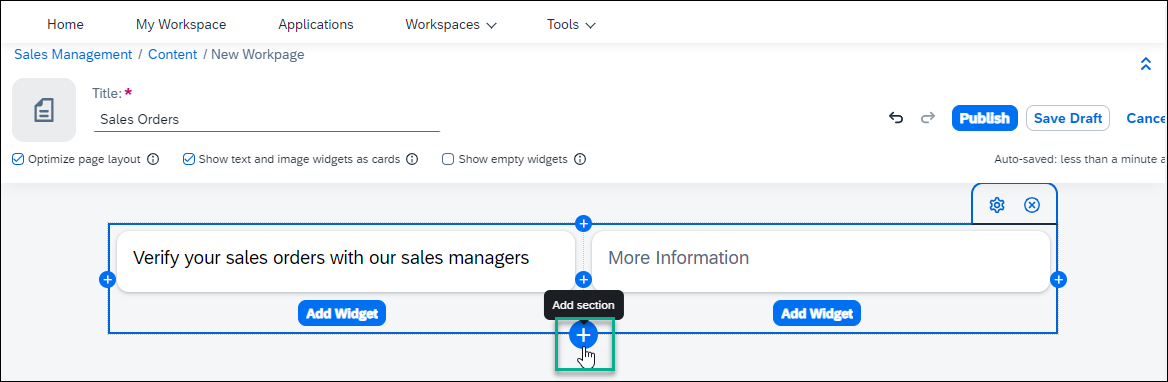 Home My Workspace Applications Workspaces Tools
Sales Management / Content / New Workpage
Title:*
Sales Orders
Publish Save Draft Cance
Optimize page layout Show text and image widgets as cards Show empty widgets Auto-saved: less than a minute a
Verify your sales orders with our sales managers More Information
Add section
Add Widget Add Widget